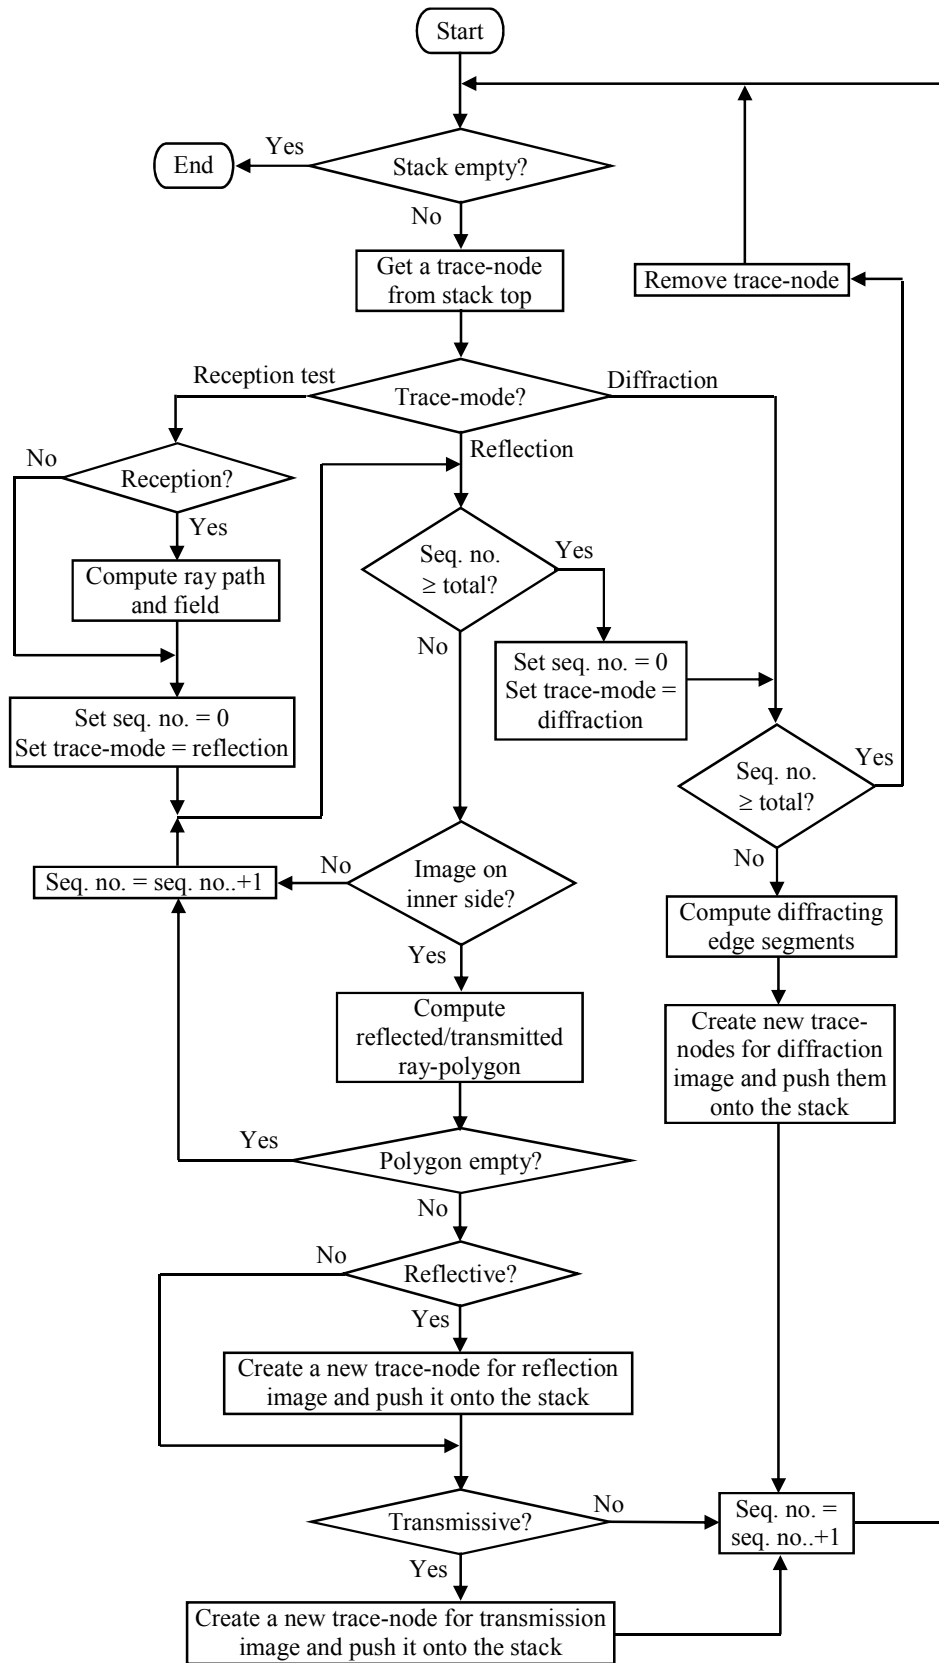 Start
Yes
End
Stack empty?
No
Get a trace-node
from stack top
Remove trace-node
Reception test
Trace-mode?
Diffraction
No
Reception?
Reflection
Yes
Seq. no.
≥ total?
Yes
Compute ray path
and field
No
Set seq. no. = 0
Set trace-mode =
diffraction
Set seq. no. = 0
Set trace-mode = reflection
Seq. no.
≥ total?
Yes
No
Seq. no. = seq. no..+1
No
Image on
inner side?
Yes
Compute diffracting
edge segments
Compute
reflected/transmitted
ray-polygon
Create new trace-
nodes for diffraction
image and push them
onto the stack
Yes
Polygon empty?
No
No
Reflective?
Yes
Create a new trace-node for reflection
image and push it onto the stack
Transmissive?
No
Seq. no. =
seq. no..+1
Yes
Create a new trace-node for transmission
image and push it onto the stack